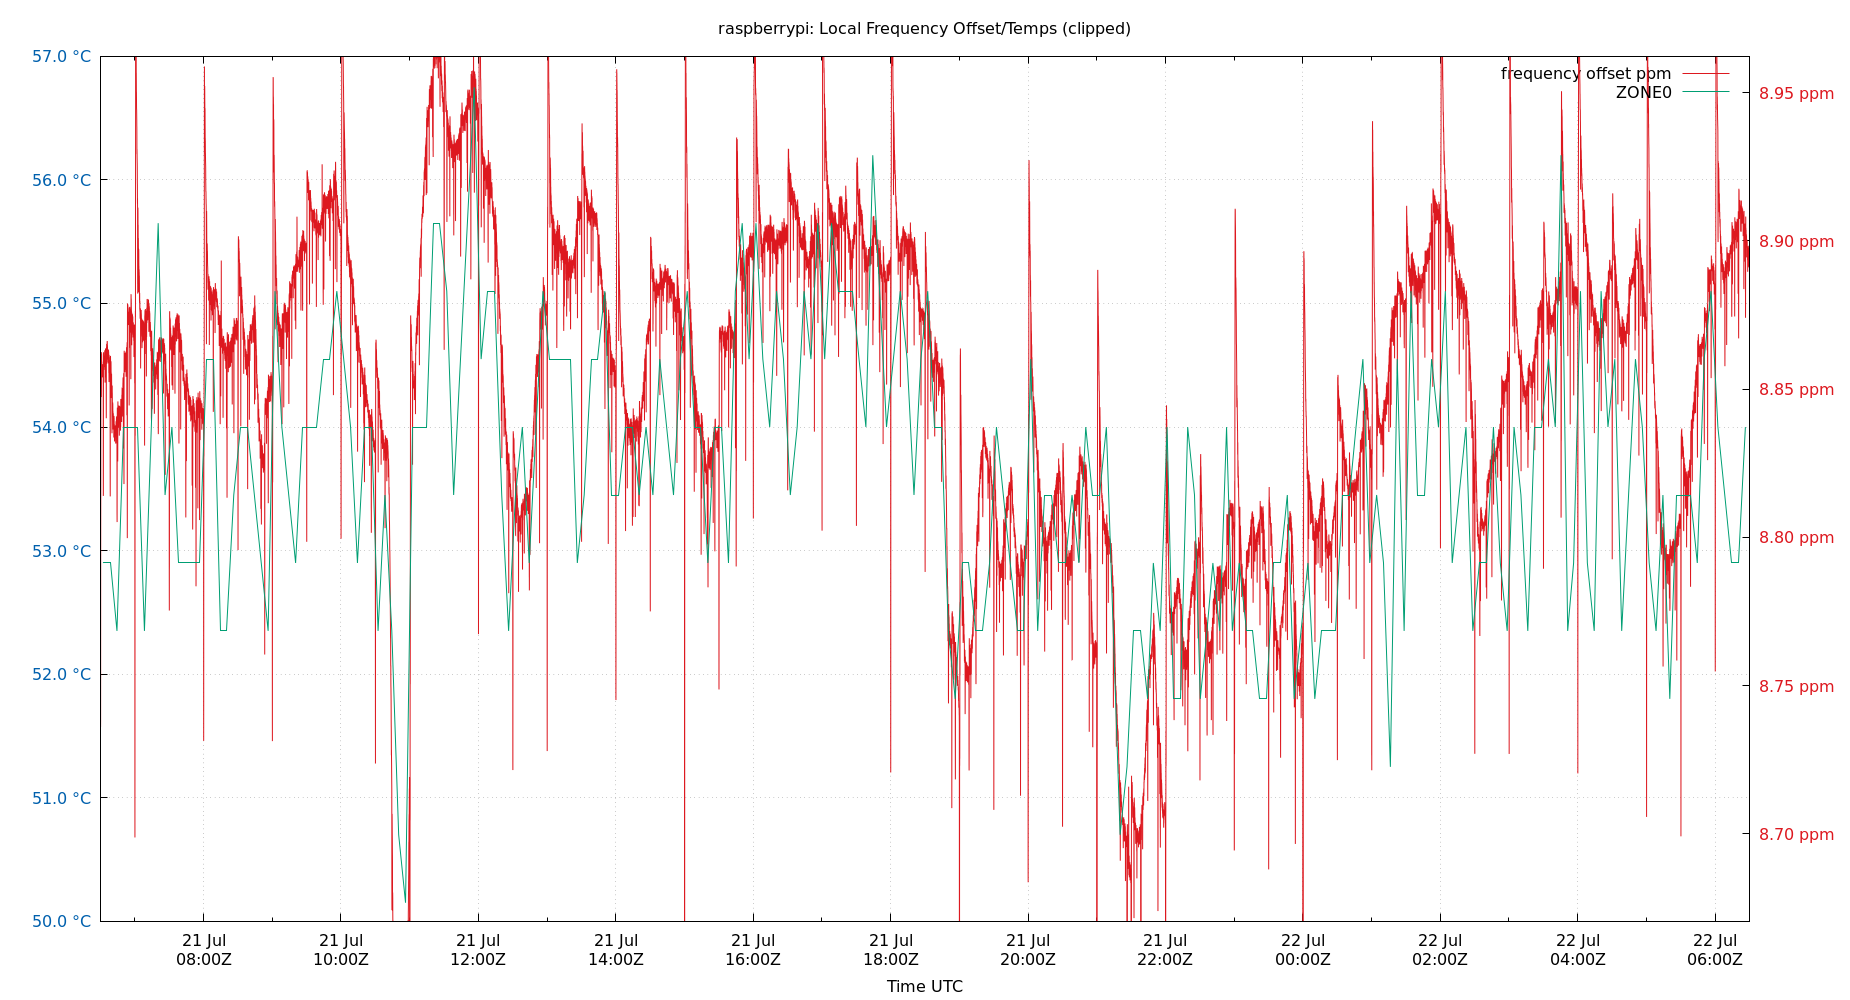 raspberrypi: Local Frequency Offset/Temps (clipped)
57.0 °C
56.0 °C
55.0 °C
54.0 °C
53.0 °C
52.0 °C
51.0 °C
50.0 °C
frequency offset ppm
ZONE0
8.95 ppm
8.90 ppm
8.85 ppm
8.80 ppm
8.75 ppm
8.70 ppm
21 Jul 21 Jul 21 Jul 21 Jul 21 Jul 21 Jul 21 Jul 21 Jul 22 Jul 22 Jul 22 Jul 22 Jul
08:00Z 10:00Z 12:00Z 14:00Z 16:00Z 18:00Z 20:00Z 22:00Z 00:00Z 02:00Z 04:00Z 06:00Z
Time UTC